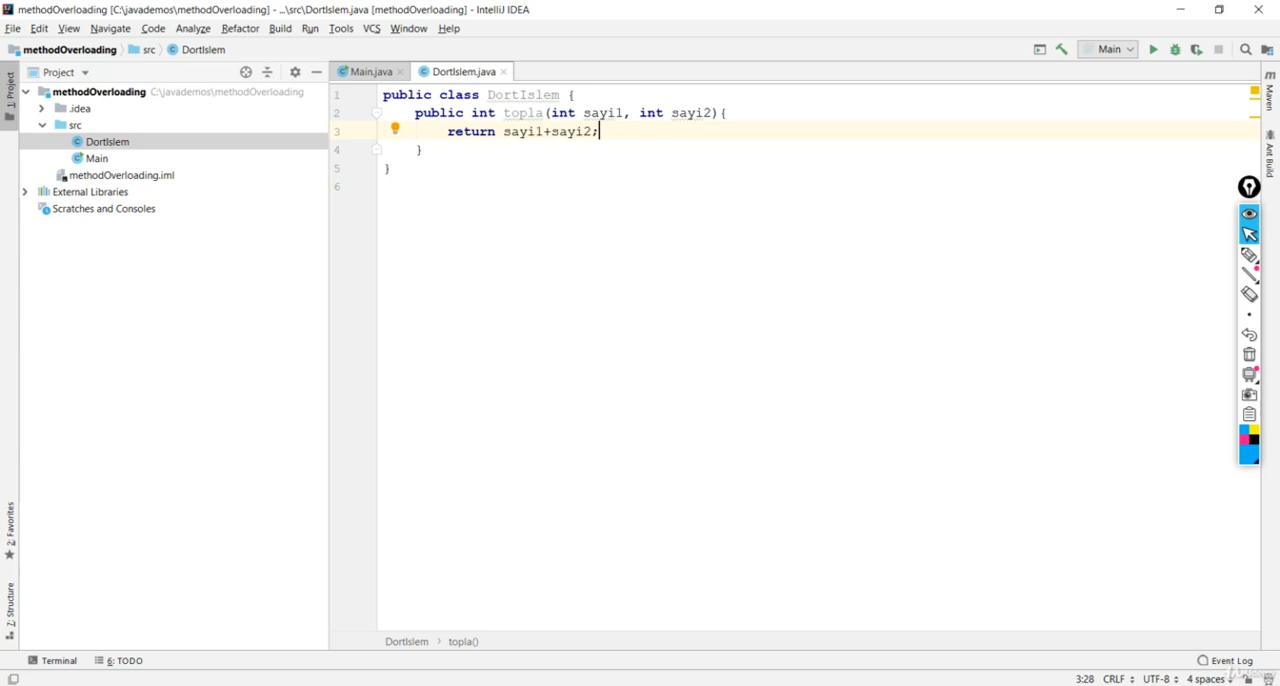 methodOverloading [C:\javademos\methodOverloading] - ...\src\DortIslem.java [methodOverloading] - IntelliJ IDEA
File Edit View Navigate Code Analyze Refactor Build Run Tools VCS Window Help
methodOverloading src DortIslem
Main
1: Project
Project
Main.java
DortIslem.java
Maven
Ant Build
methodOverloading C:\javademos\methodOverloading
.idea
src
DortIslem
Main
methodOverloading.iml
External Libraries
Scratches and Consoles
1 public class DortIslem {
2 public int topla(int sayi1, int sayi2){
3 return sayi1+sayi2;
4 }
5 }
6
2: Favorites
7: Structure
DortIslem topla()
Terminal 6: TODO
Event Log
3:28 CRLF UTF-8 4 spaces